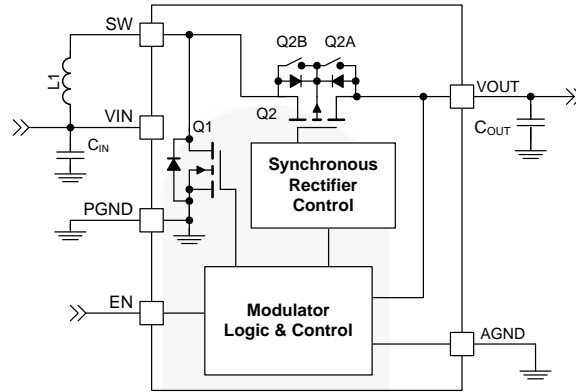 SW
Q2B Q2A
L1
VIN
Q1
Q2
VOUT
CIN
COUT
Synchronous
Rectifier
Control
PGND
EN
Modulator
Logic & Control
AGND